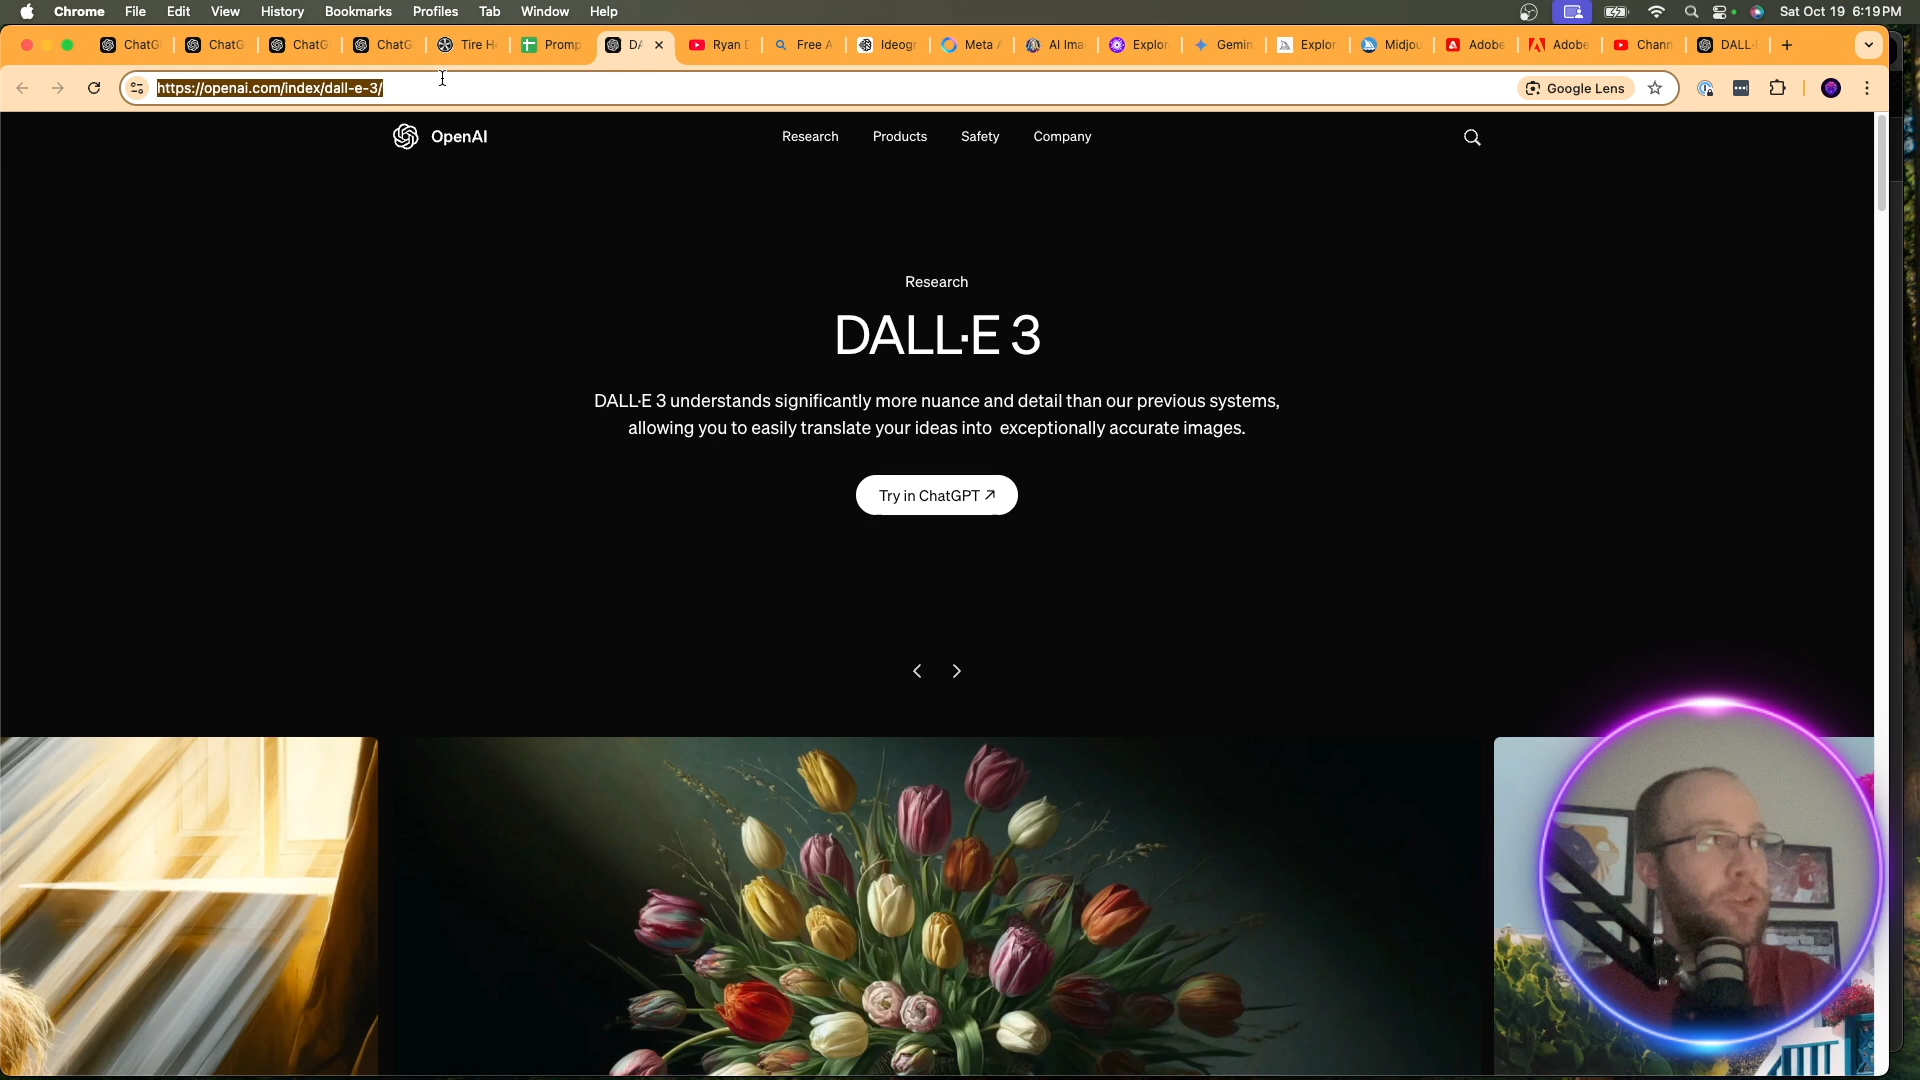 Chrome File Edit View History Bookmarks Profiles Tab Window Help Sat Oct 19 6:19 PM
ChatG ChatG ChatG ChatG Tire H Promp DA Ryan D Free A Ideogr Meta A AI Ima Explor Gemin Explor Midjou Adobe Adobe Chann DALL·E
https://openai.com/index/dall-e-3/ Google Lens
OpenAI Research Products Safety Company
Research
DALL·E 3
DALL·E 3 understands significantly more nuance and detail than our previous systems,
allowing you to easily translate your ideas into exceptionally accurate images.
Try in ChatGPT ↗